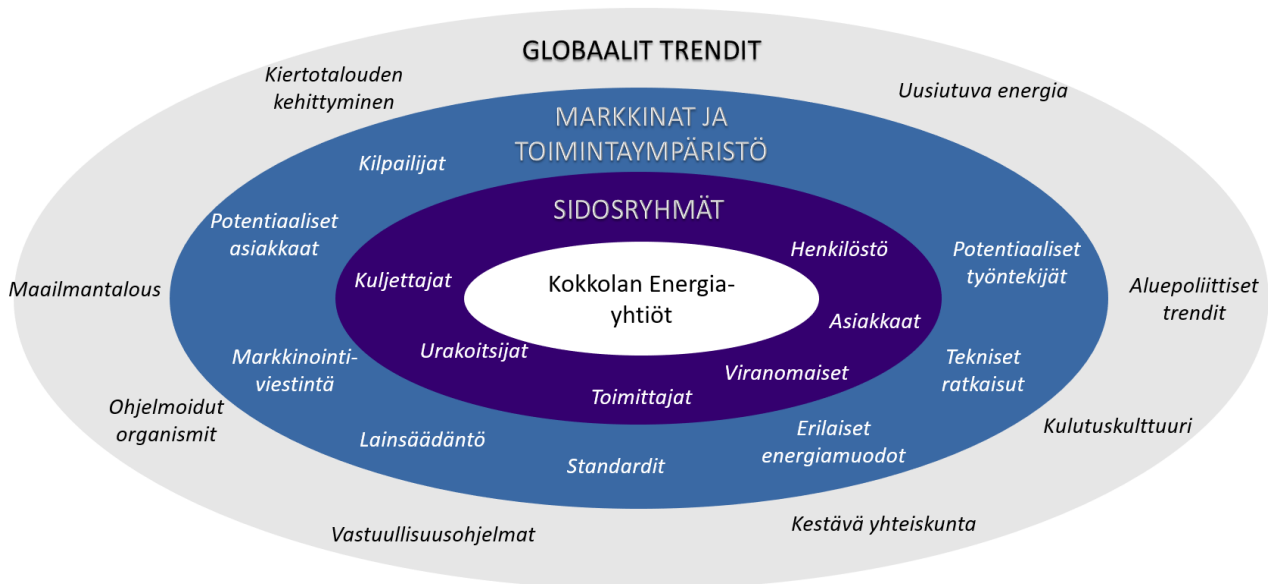 GLOBAALIT TRENDIT
Kiertotalouden
kehittyminen
Uusiutuva energia
MARKKINAT JA
TOIMINTAYMPÄRISTÖ
Kilpailijat
SIDOSRYHMÄT
Potentiaaliset
asiakkaat
Henkilöstö
Potentiaaliset
työntekijät
Kuljettajat
Kokkolan Energia-
yhtiöt
Maailmantalous
Aluepoliittiset
trendit
Asiakkaat
Urakoitsijat
Markkinointi-
viestintä
Viranomaiset
Tekniset
ratkaisut
Toimittajat
Ohjelmoidut
organismit
Kulutuskulttuuri
Lainsäädäntö
Erilaiset
energiamuodot
Standardit
Vastuullisuusohjelmat
Kestävä yhteiskunta